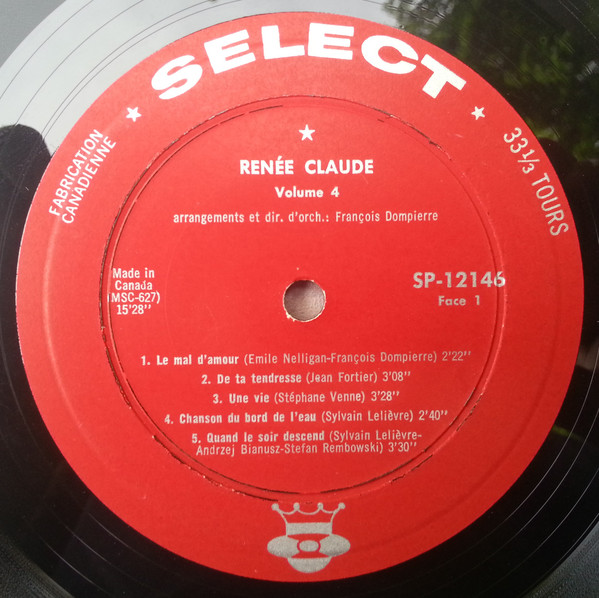 ★ SELECT ★
FABRICATION
CANADIENNE
33⅓ TOURS
★
RENÉE CLAUDE
Volume 4
arrangements et dir. d'orch.: François Dompierre
Made in
Canada
(MSC-627)
15'28"
SP-12146
Face 1
1. Le mal d'amour (Emile Nelligan-François Dompierre) 2'22"
2. De ta tendresse (Jean Fortier) 3'08"
3. Une vie (Stéphane Venne) 3'28"
4. Chanson du bord de l'eau (Sylvain Lelièvre) 2'40"
5. Quand le soir descend (Sylvain Lelièvre-
Andrzej Bianusz-Stefan Rembowski) 3'30"